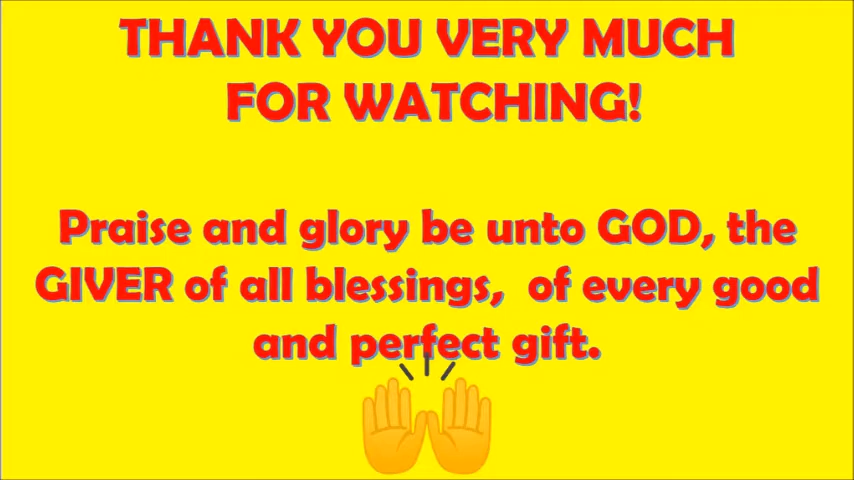 THANK YOU VERY MUCH
FOR WATCHING!
Praise and glory be unto GOD, the
GIVER of all blessings,  of every good
and perfect gift.